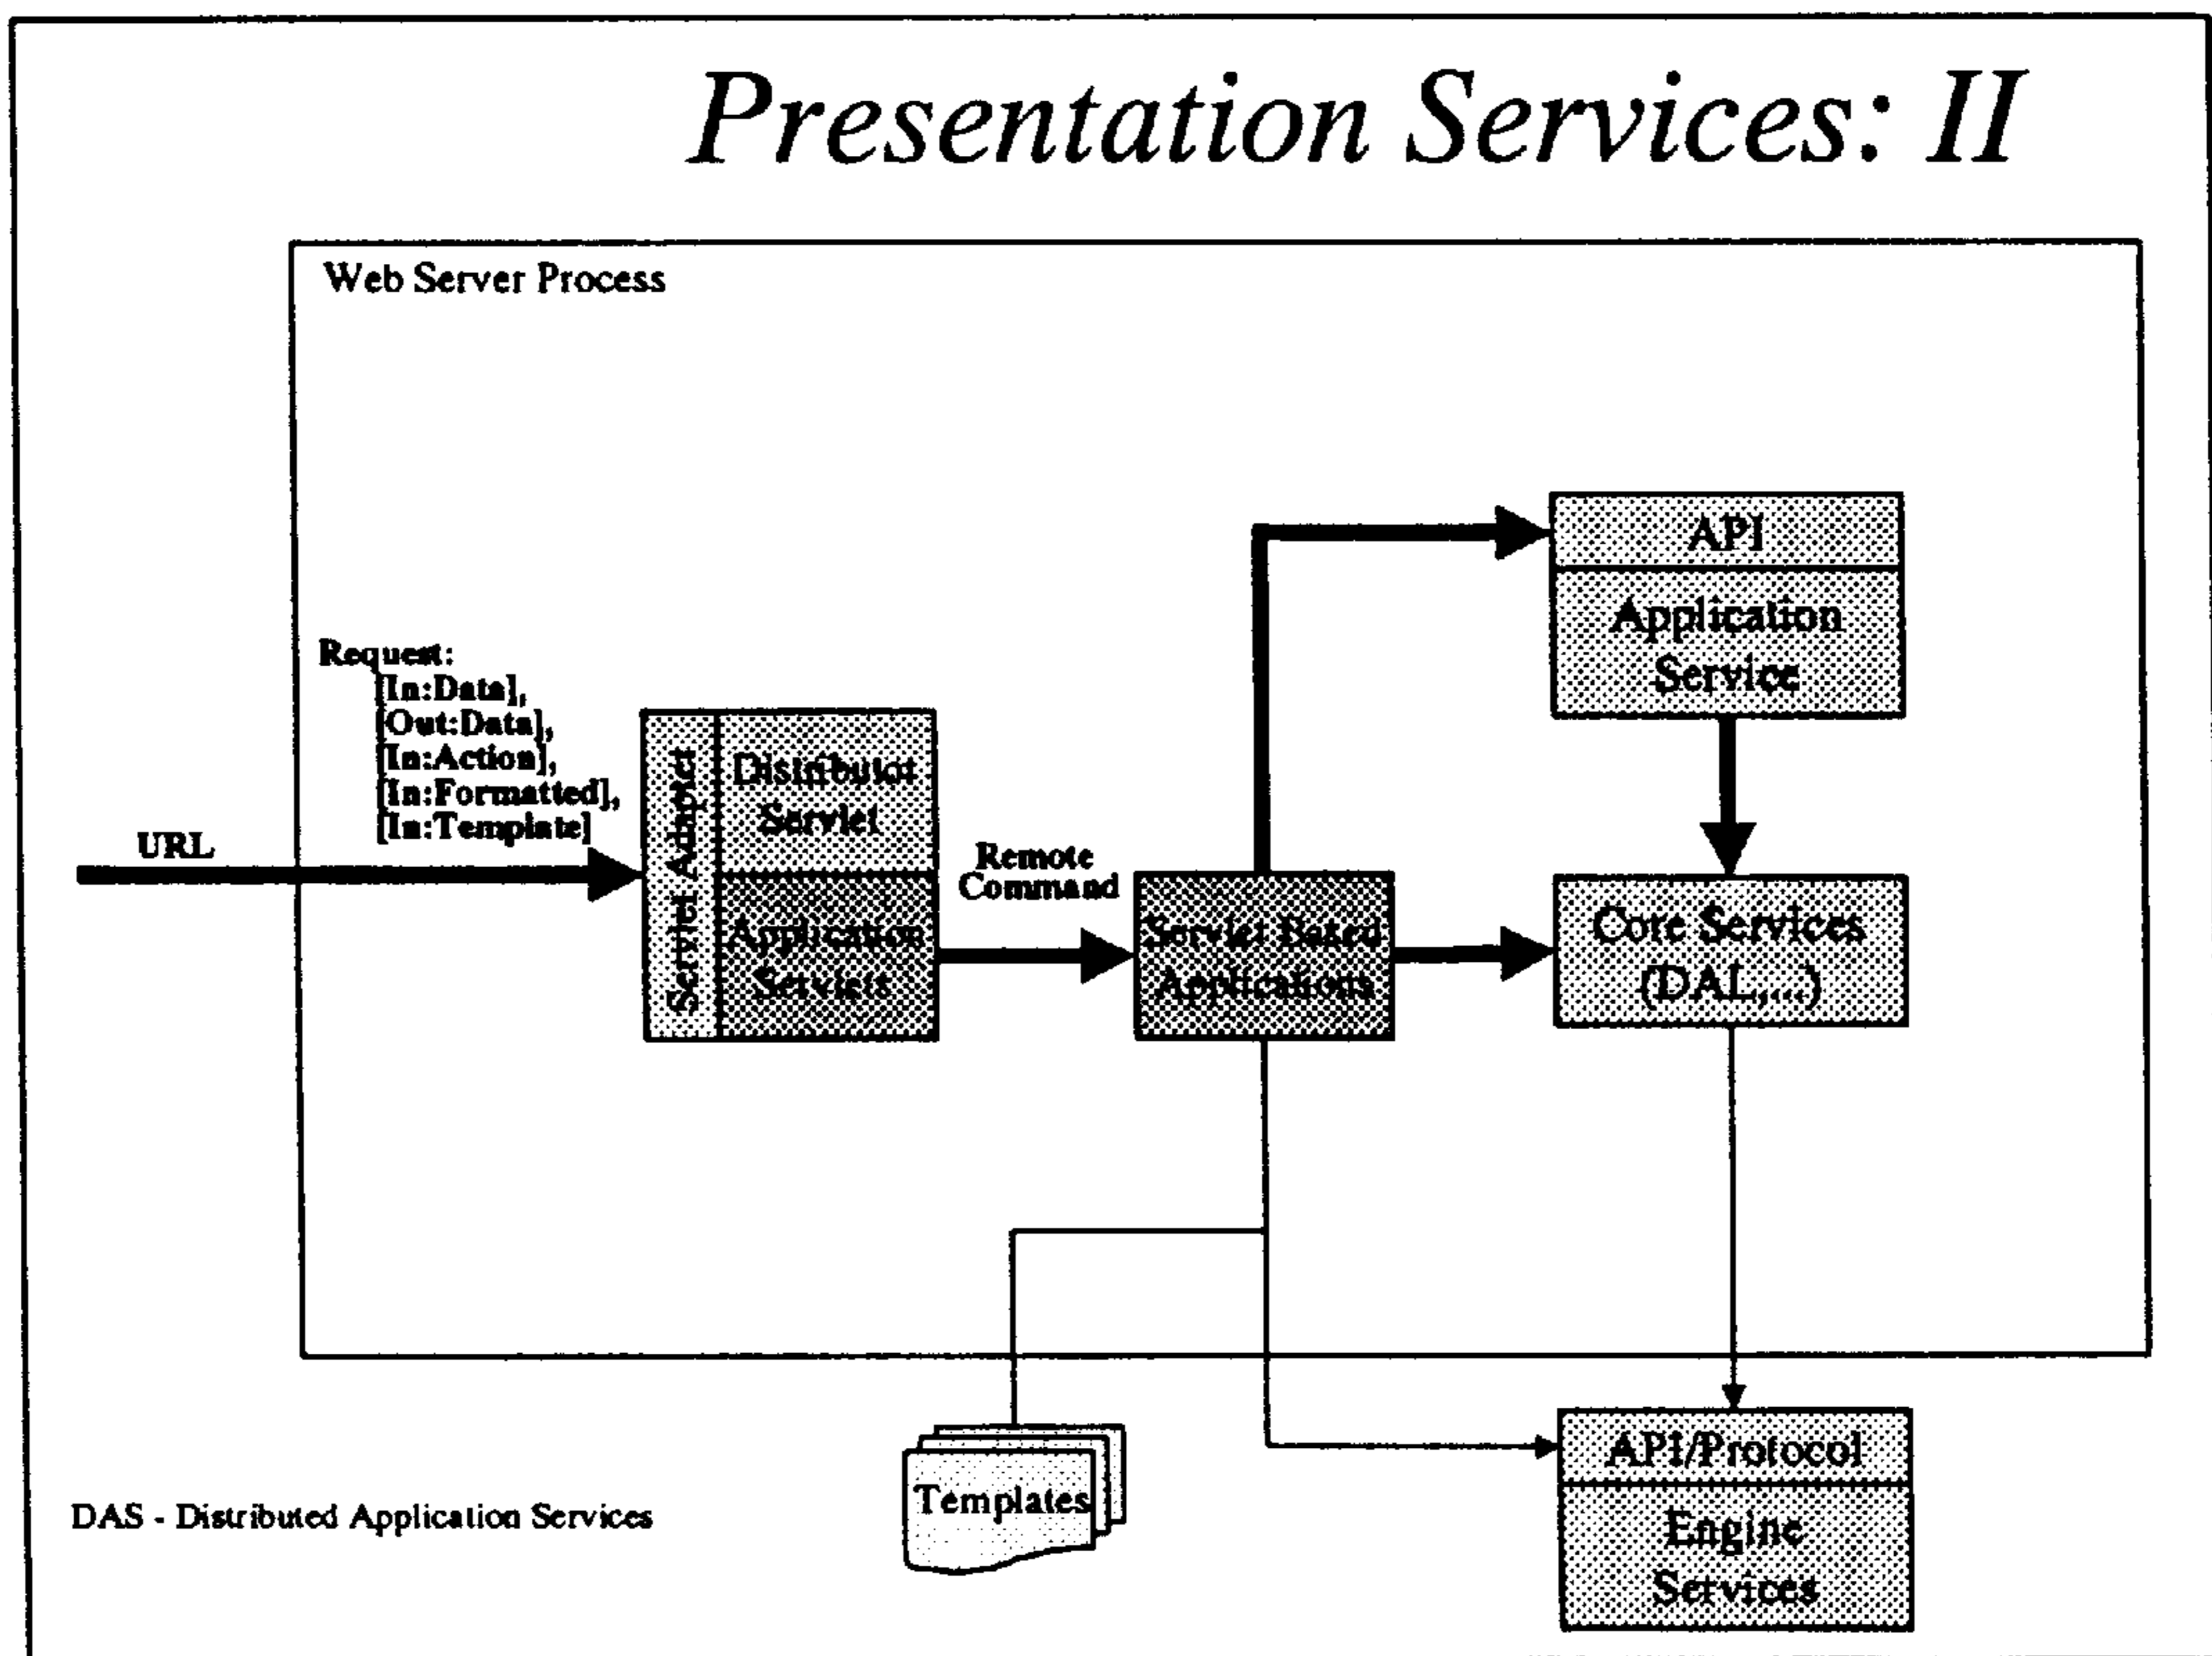 Presentation Services: II
Web Server Process
API
Application
Service
Request:
[In:Data],
[Out:Data],
[In:Action],
[In:Formatted],
[In:Template]
URL
Servlet Adapter
Distributor
Servlet
Application
Servlets
Remote
Command
Servlet Based
Applications
Core Services
(DAL,...)
Templates
API/Protocol
Engine
Services
DAS - Distributed Application Services